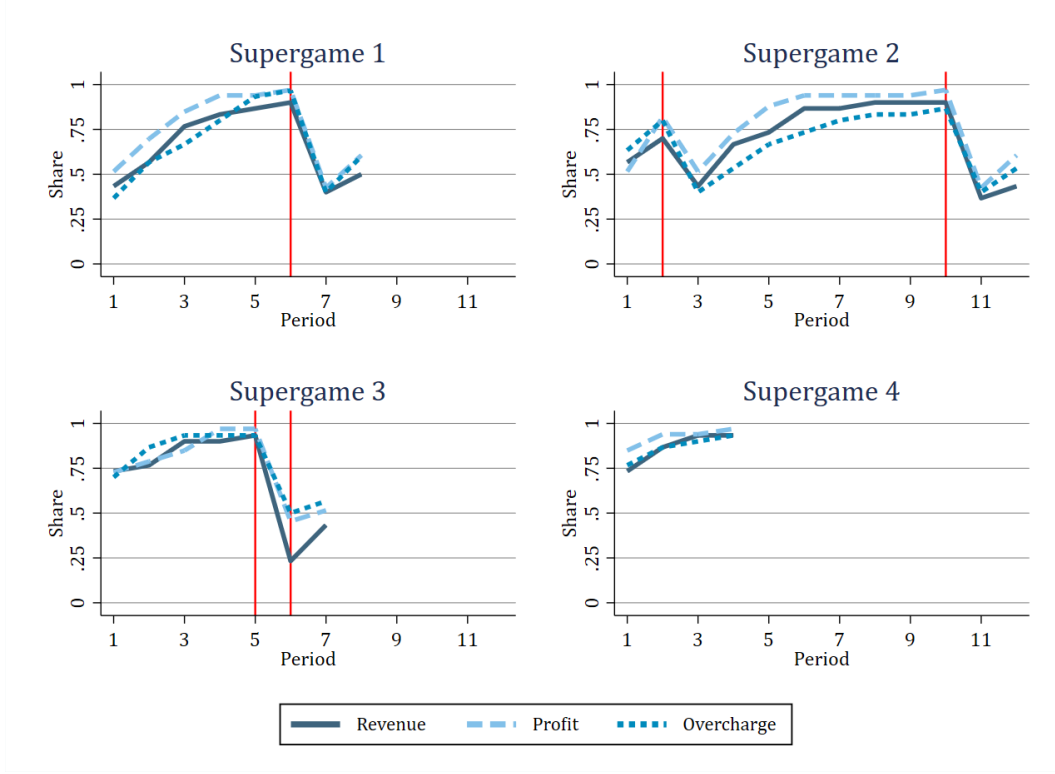 Supergame 1
Share
0 .25 .5 .75 1
1 3 5 7 9 11
Period
Supergame 2
Share
0 .25 .5 .75 1
1 3 5 7 9 11
Period
Supergame 3
Share
0 .25 .5 .75 1
1 3 5 7 9 11
Period
Supergame 4
Share
0 .25 .5 .75 1
1 3 5 7 9 11
Period
Revenue Profit Overcharge